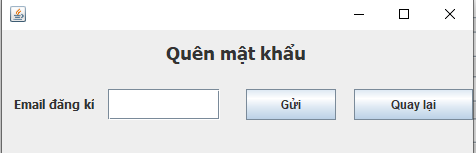 Quên mật khẩu
Email đăng kí Gửi Quay lại